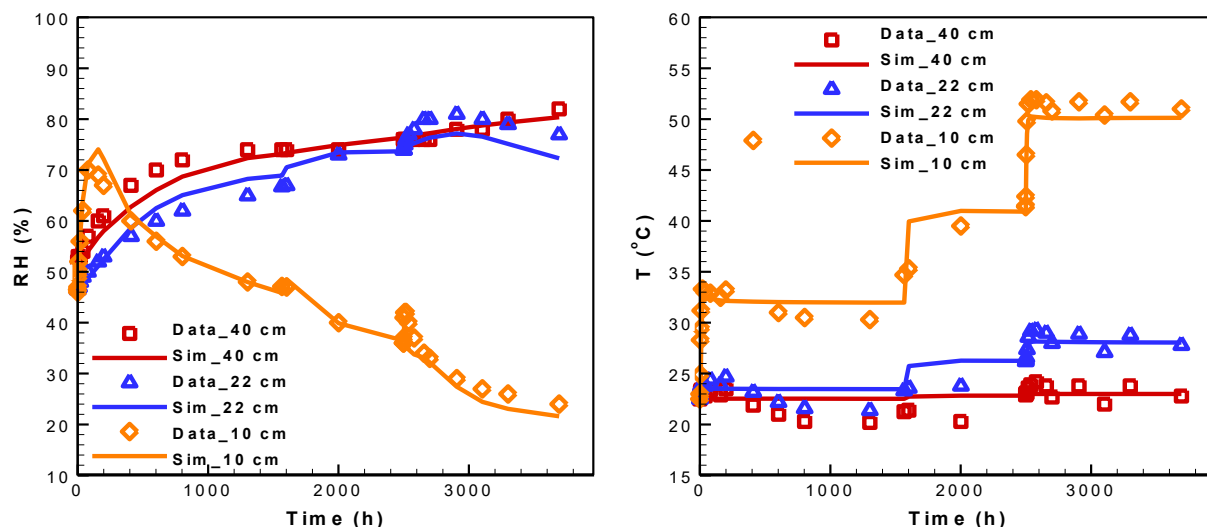 100
90
80
70
60
50
40
30
20
10
RH (%)
Data_40 cm
Sim_40 cm
Data_22 cm
Sim_22 cm
Data_10 cm
Sim_10 cm
0
1000
2000
3000
Time (h)
60
55
50
45
40
35
30
25
20
15
T (°C)
Data_40 cm
Sim_40 cm
Data_22 cm
Sim_22 cm
Data_10 cm
Sim_10 cm
0
1000
2000
3000
Time (h)